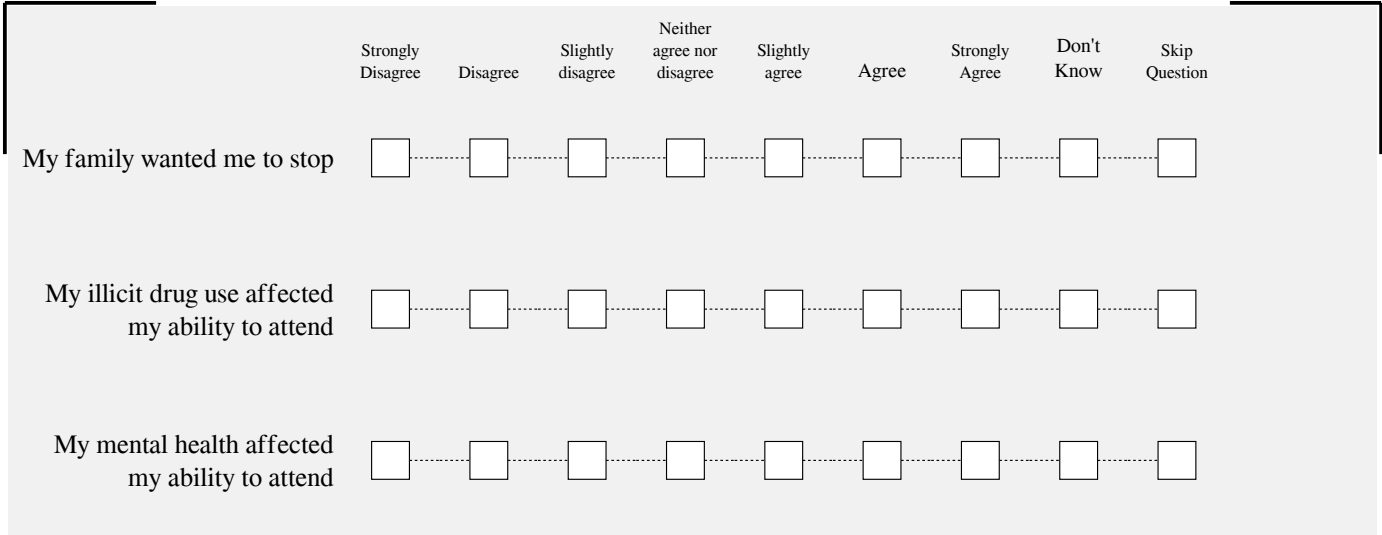 Strongly Disagree
Disagree
Slightly disagree
Neither agree nor disagree
Slightly agree
Agree
Strongly Agree
Don't Know
Skip Question
My family wanted me to stop
My illicit drug use affected
my ability to attend
My mental health affected
my ability to attend